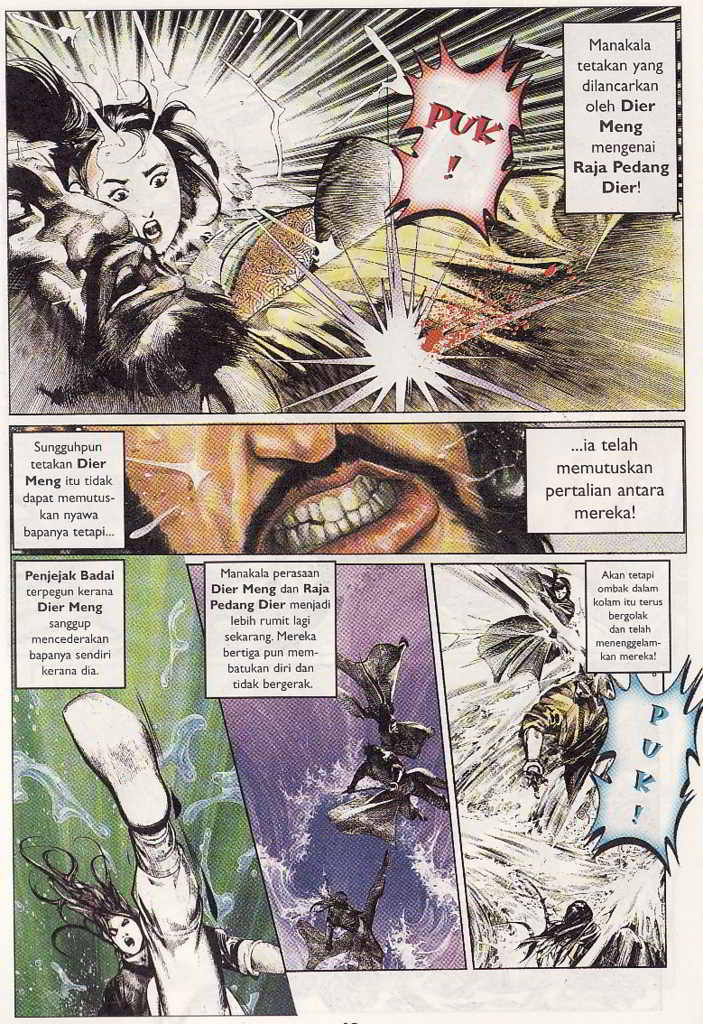 Manakala
tetakan yang
dilancarkan
oleh Dier
Meng
mengenai
Raja Pedang
Dier!
PUK
!
Sungguhpun
tetakan Dier
Meng itu tidak
dapat memutus-
kan nyawa
bapanya tetapi...
...ia telah
memutuskan
pertalian antara
mereka!
Penjejak Badai
terpegun kerana
Dier Meng
sanggup
mencederakan
bapanya sendiri
kerana dia.
Manakala perasaan
Dier Meng dan Raja
Pedang Dier menjadi
lebih rumit lagi
sekarang. Mereka
bertiga pun mem-
batukan diri dan
tidak bergerak.
Akan tetapi
ombak dalam
kolam itu terus
bergolak
dan telah
menenggelam-
kan mereka!
PUK!